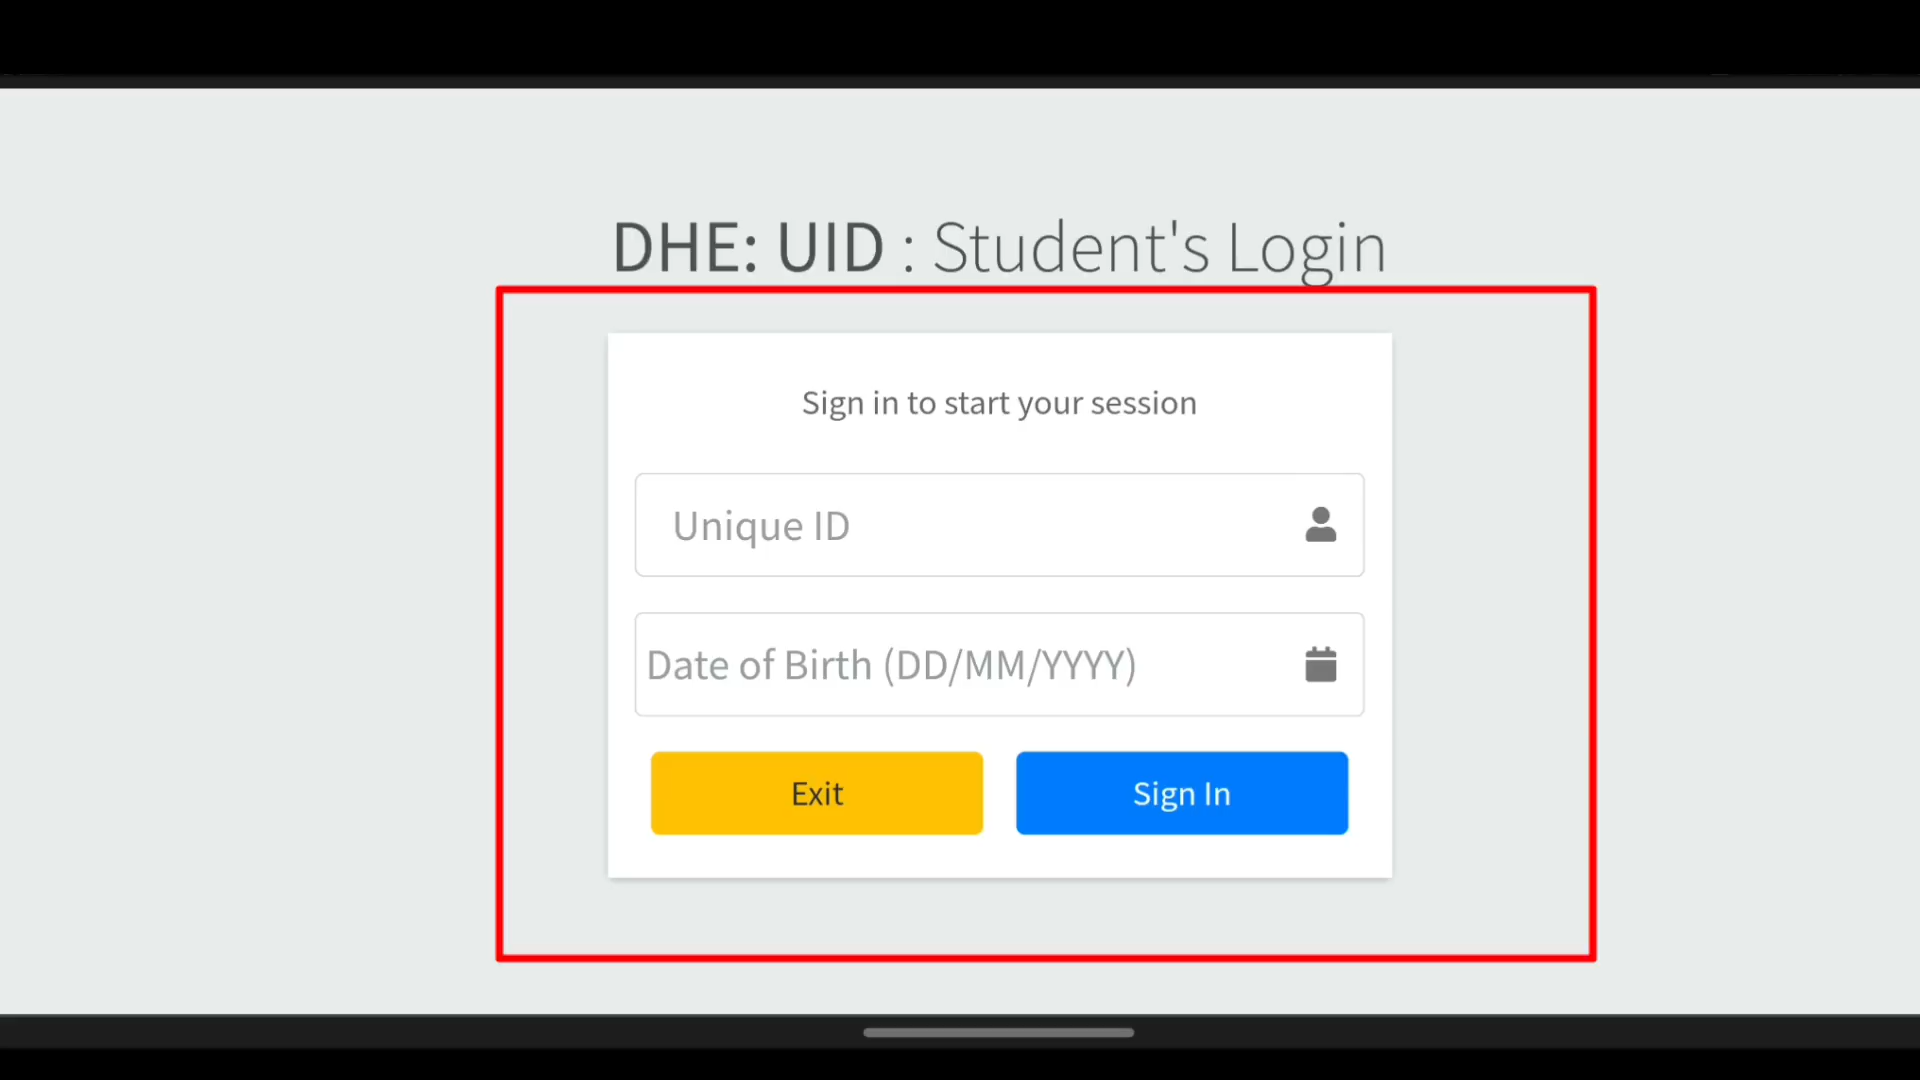 DHE: UID : Student's Login
Sign in to start your session
Unique ID
Date of Birth (DD/MM/YYYY)
Exit
Sign In